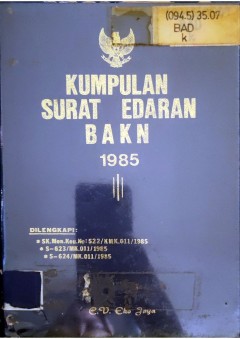 (094.5) 35.07
BAD
k
KUMPULAN
SURAT EDARAN
BAKN
1985
DILENGKAPI:
• SK.Men.Keu.No: 522/KMK.011/1985
• S-623/MK.011/1985
• S-624/MK.011/1985
C.V. Eko Jaya